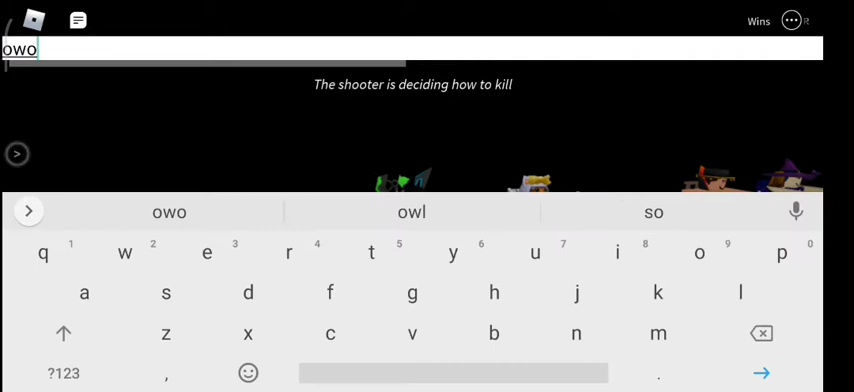 Wins
R
owo
The shooter is deciding how to kill
owo owl so
q 1 w 2 e 3 r 4 t 5 y 6 u 7 i 8 o 9 p 0
a s d f g h j k l
z x c v b n m
?123 , .